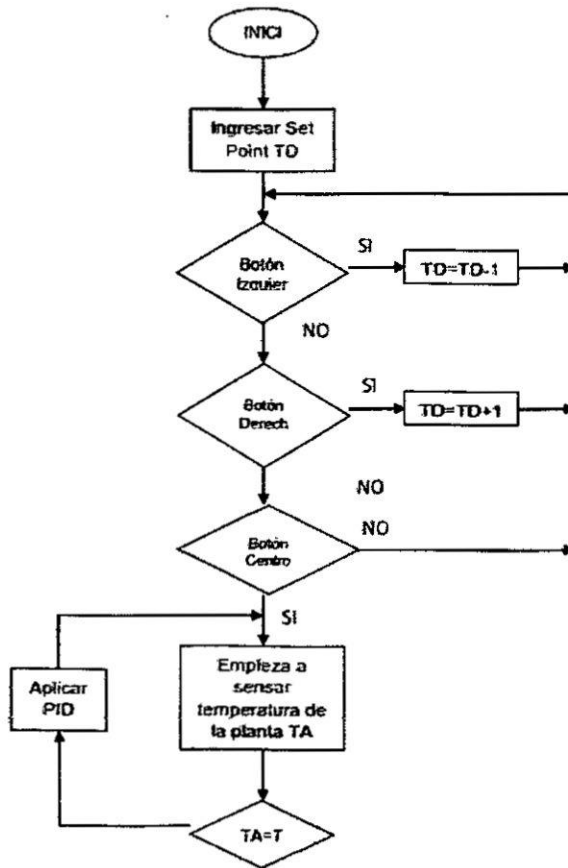 INICI
Ingresar Set
Point TD
Botón
Izquier
SI
TD=TD-1
NO
Botón
Derech
SI
TD=TD+1
NO
Botón
Centro
NO
SI
Aplicar
PID
Empieza a
sensar
temperatura de
la planta TA
TA=T